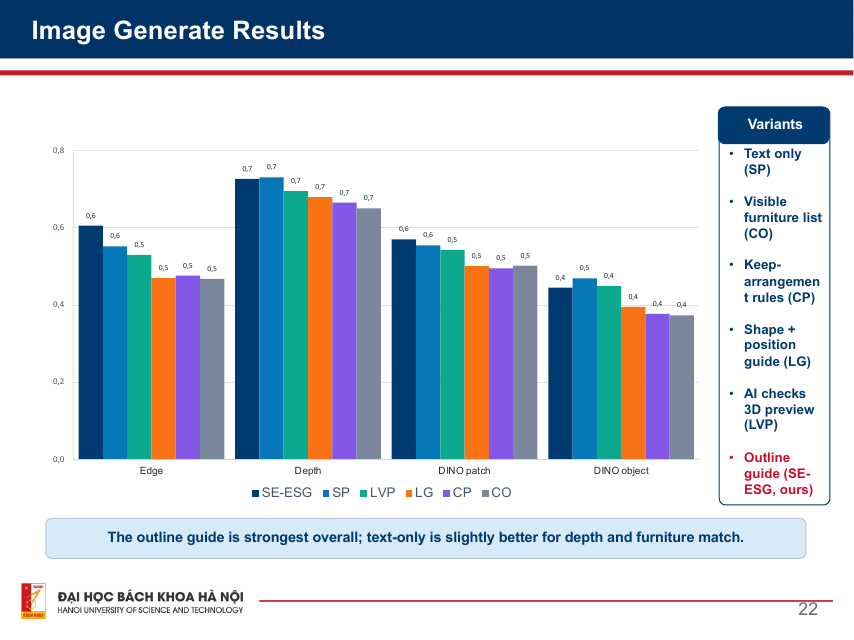 Image Generate Results
Variants
• Text only
(SP)
• Visible
furniture list
(CO)
• Keep-
arrangemen
t rules (CP)
• Shape +
position
guide (LG)
• AI checks
3D preview
(LVP)
• Outline
guide (SE-
ESG, ours)
0,8
0,6
0,4
0,2
0,0
0,6 0,6 0,5 0,5 0,5 0,5
0,7 0,7 0,7 0,7 0,7 0,7
0,6 0,6 0,5 0,5 0,5 0,5
0,4 0,5 0,4 0,4 0,4 0,4
Edge Depth DINO patch DINO object
SE-ESG SP LVP LG CP CO
The outline guide is strongest overall; text-only is slightly better for depth and furniture match.
ĐẠI HỌC BÁCH KHOA HÀ NỘI
HANOI UNIVERSITY OF SCIENCE AND TECHNOLOGY
22